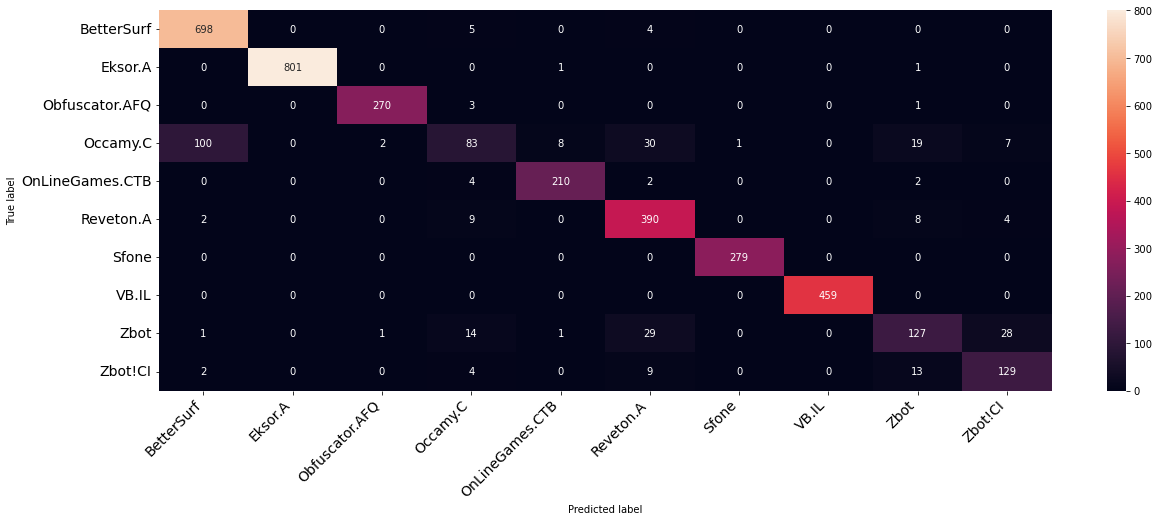 BetterSurf 698 0 0 5 0 4 0 0 0 0
Eksor.A 0 801 0 0 1 0 0 0 1 0
Obfuscator.AFQ 0 0 270 3 0 0 0 0 1 0
Occamy.C 100 0 2 83 8 30 1 0 19 7
OnLineGames.CTB 0 0 0 4 210 2 0 0 2 0
Reveton.A 2 0 0 9 0 390 0 0 8 4
Sfone 0 0 0 0 0 0 279 0 0 0
VB.IL 0 0 0 0 0 0 0 459 0 0
Zbot 1 0 1 14 1 29 0 0 127 28
Zbot!CI 2 0 0 4 0 9 0 0 13 129
True label
BetterSurf
Eksor.A
Obfuscator.AFQ
Occamy.C
OnLineGames.CTB
Reveton.A
Sfone
VB.IL
Zbot
Zbot!CI
Predicted label
800
700
600
500
400
300
200
100
0